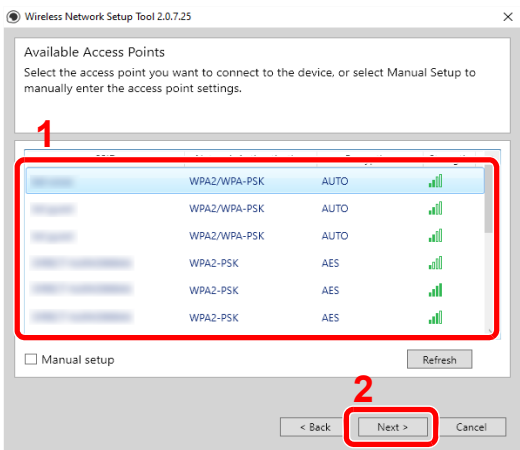 Wireless Network Setup Tool 2.0.7.25
Available Access Points
Select the access point you want to connect to the device, or select Manual Setup to
manually enter the access point settings.
1
WPA2/WPA-PSK AUTO
WPA2/WPA-PSK AUTO
WPA2/WPA-PSK AUTO
WPA2-PSK AES
WPA2-PSK AES
WPA2-PSK AES
Manual setup Refresh
2
< Back Next > Cancel